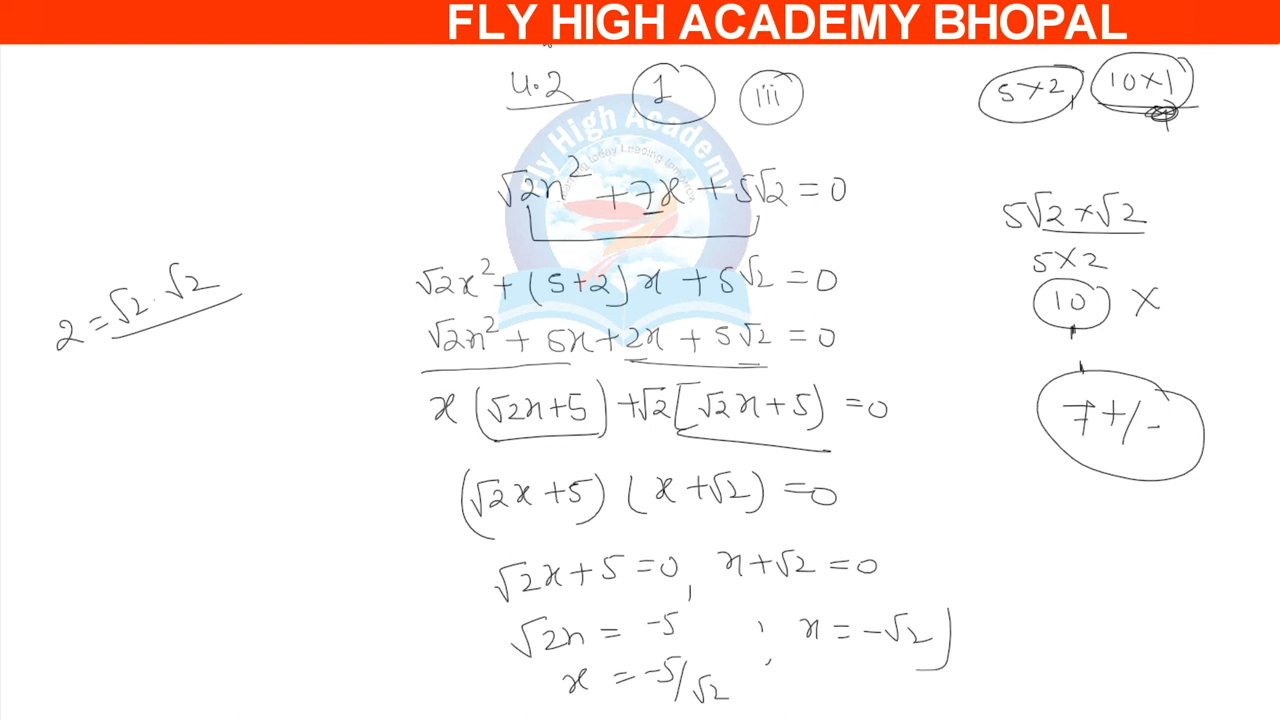 FLY HIGH ACADEMY BHOPAL
4.2 1 iii
5×2, 10×1
Fly High Academy
√2x² + 7x + 5√2 = 0
5√2 × √2
5×2
10 ×
7 +/-
√2x² + (5+2)x + 5√2 = 0
2 = √2.√2
√2x² + 5x + 2x + 5√2 = 0
x(√2x+5) + √2[√2x+5) = 0
(√2x+5) (x+√2) = 0
√2x+5 = 0, x+√2 = 0
√2x = -5 ; x = -√2
x = -5/√2